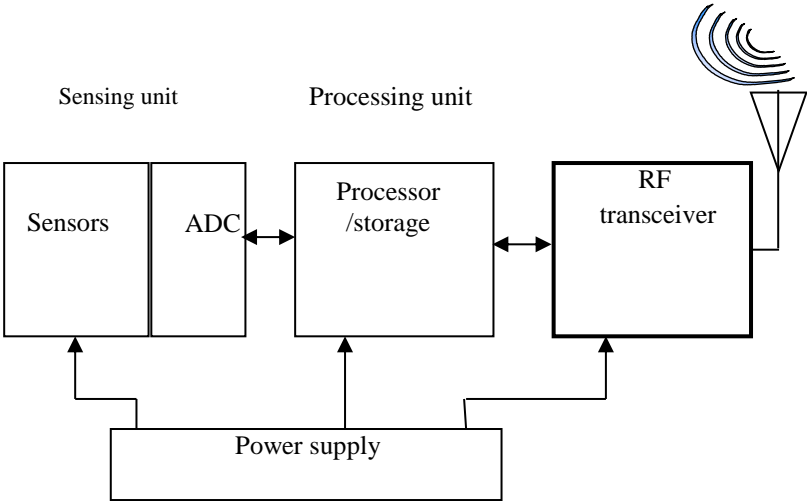 Sensing unit
Processing unit
Sensors
ADC
Processor
/storage
RF
transceiver
Power supply